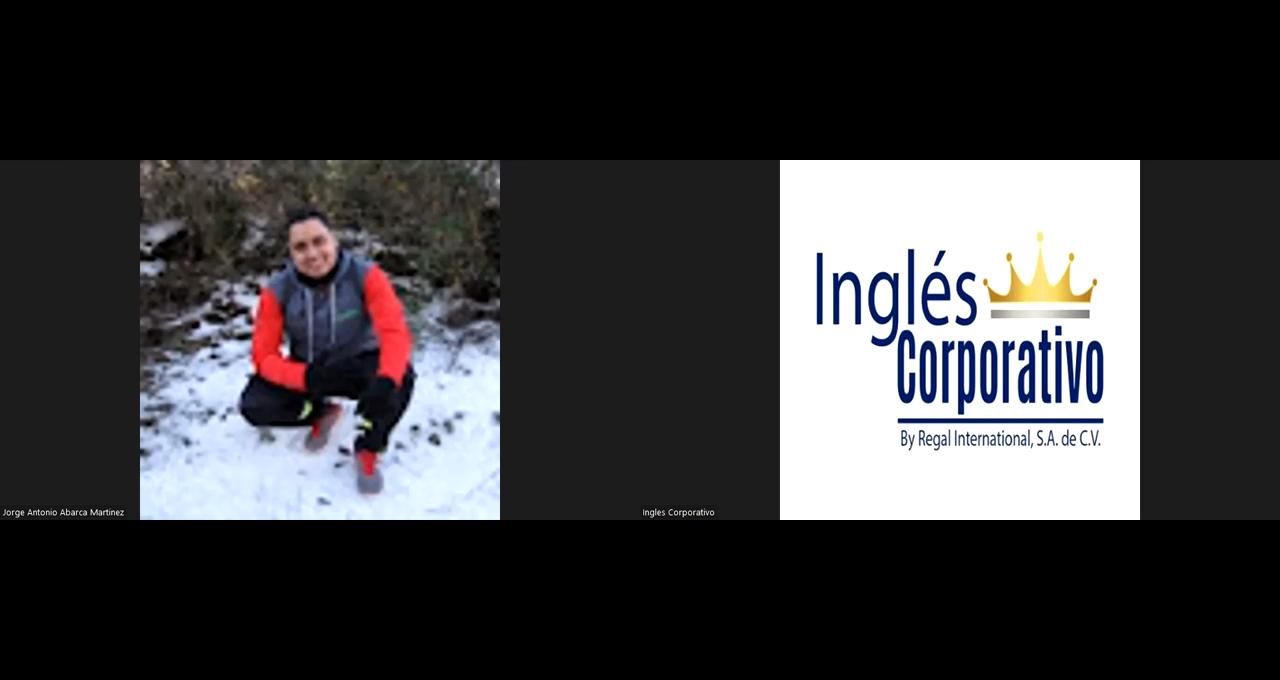 Inglés
Corporativo
By Regal International, S.A. de C.V.
Jorge Antonio Abarca Martinez
Ingles Corporativo